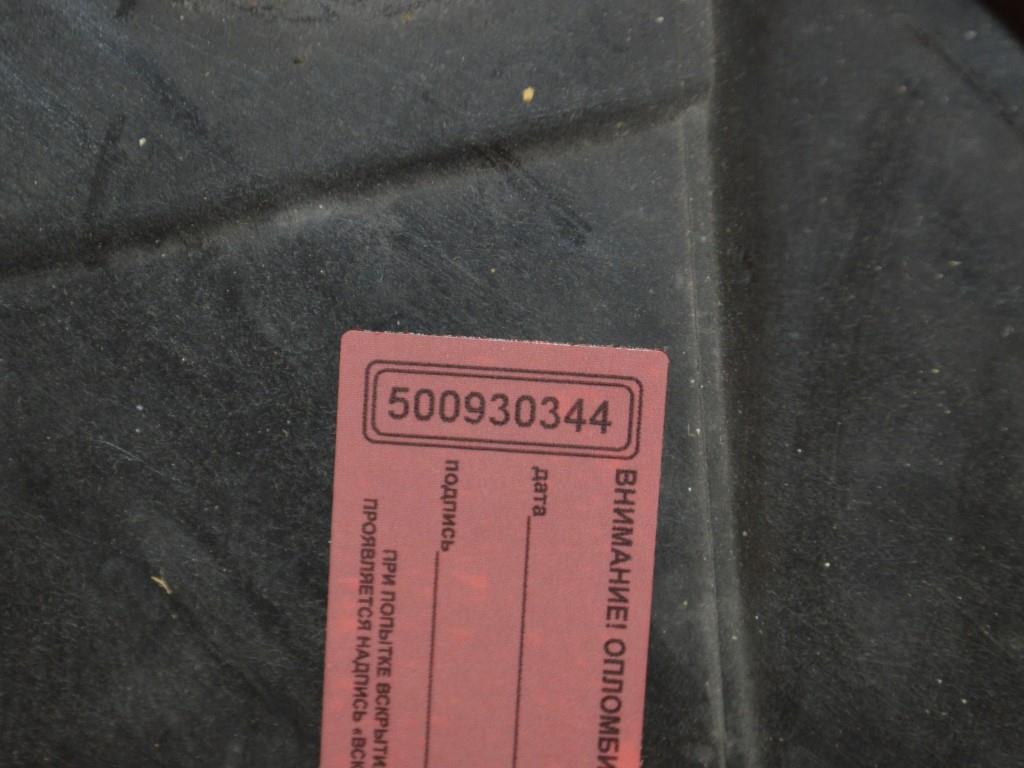 500930344
ВНИМАНИЕ! ОПЛОМБИ
дата
подпись
ПРИ ПОПЫТКЕ ВСКРЫТИ
ПРОЯВЛЯЕТСЯ НАДПИСЬ «ВСК